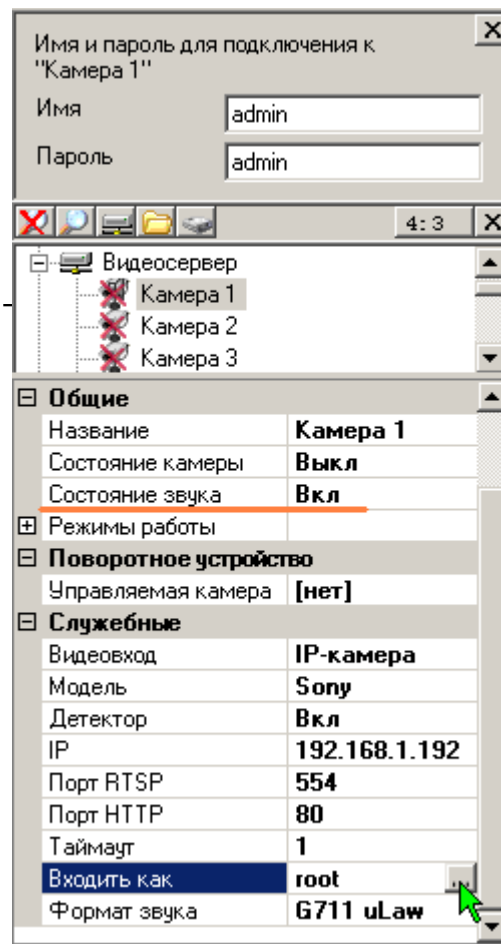 Имя и пароль для подключения к
"Камера 1"
Имя admin
Пароль admin
4:3
Видеосервер
Камера 1
Камера 2
Камера 3
Общие
Название Камера 1
Состояние камеры Выкл
Состояние звука Вкл
Режимы работы
Поворотное устройство
Управляемая камера [нет]
Служебные
Видеовход IP-камера
Модель Sony
Детектор Вкл
IP 192.168.1.192
Порт RTSP 554
Порт HTTP 80
Таймаут 1
Входить как root ...
Формат звука G711 uLaw